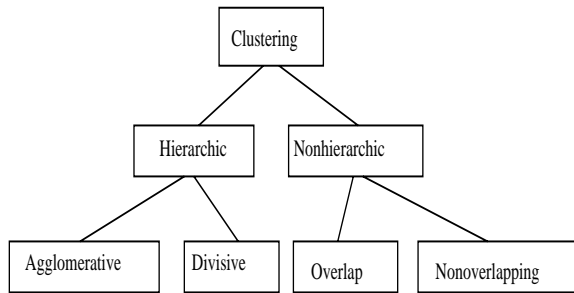 Clustering
Hierarchic
Nonhierarchic
Agglomerative
Divisive
Overlap
Nonoverlapping